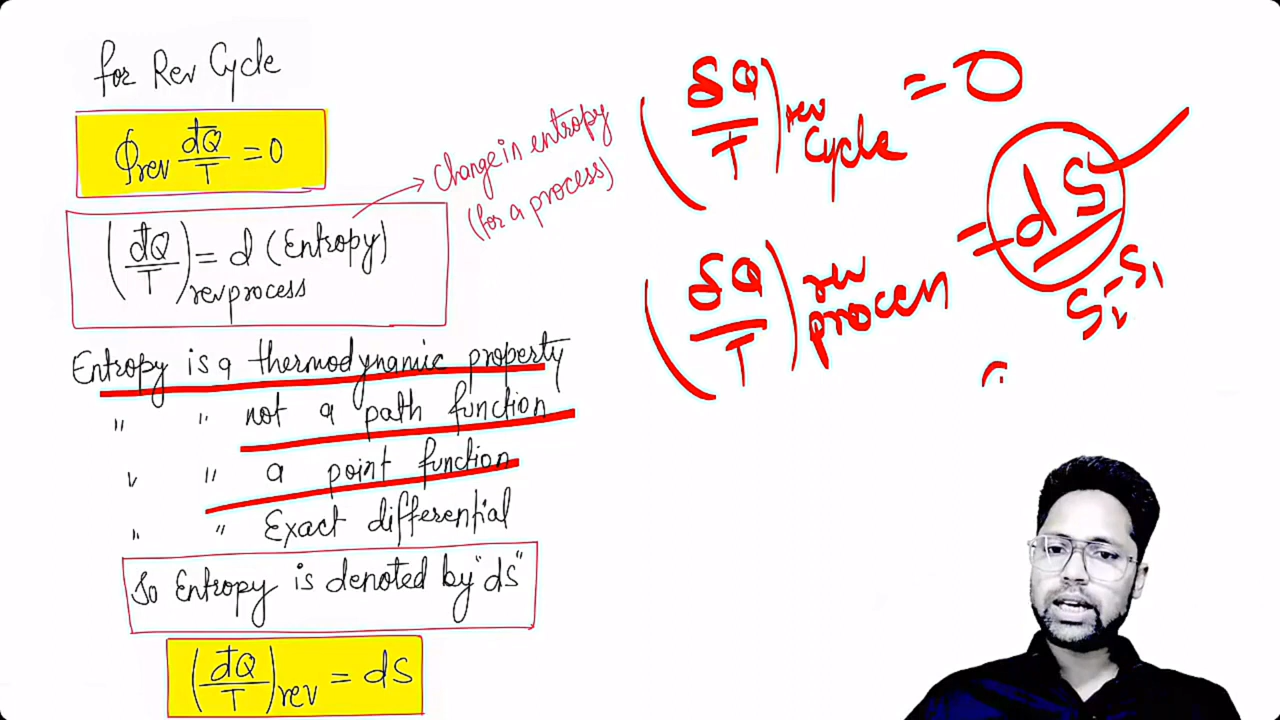 for Rev Cycle
∮rev đQ/T = 0
(đQ/T)rev process = d (Entropy)
Change in entropy
(for a process)
Entropy is a thermodynamic property
" " not a path function
" " a point function
" " Exact differential
So Entropy is denoted by "ds"
(đQ/T)rev = ds
(δQ/T) rev cycle = 0
(δQ/T) rev process = dS
S₂-S₁